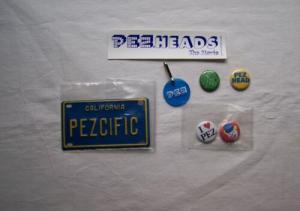 PEZHEADS
The Movie
PEZ
PEZ
HEAD
CALIFORNIA
PEZCIFIC
I ♥
PEZ